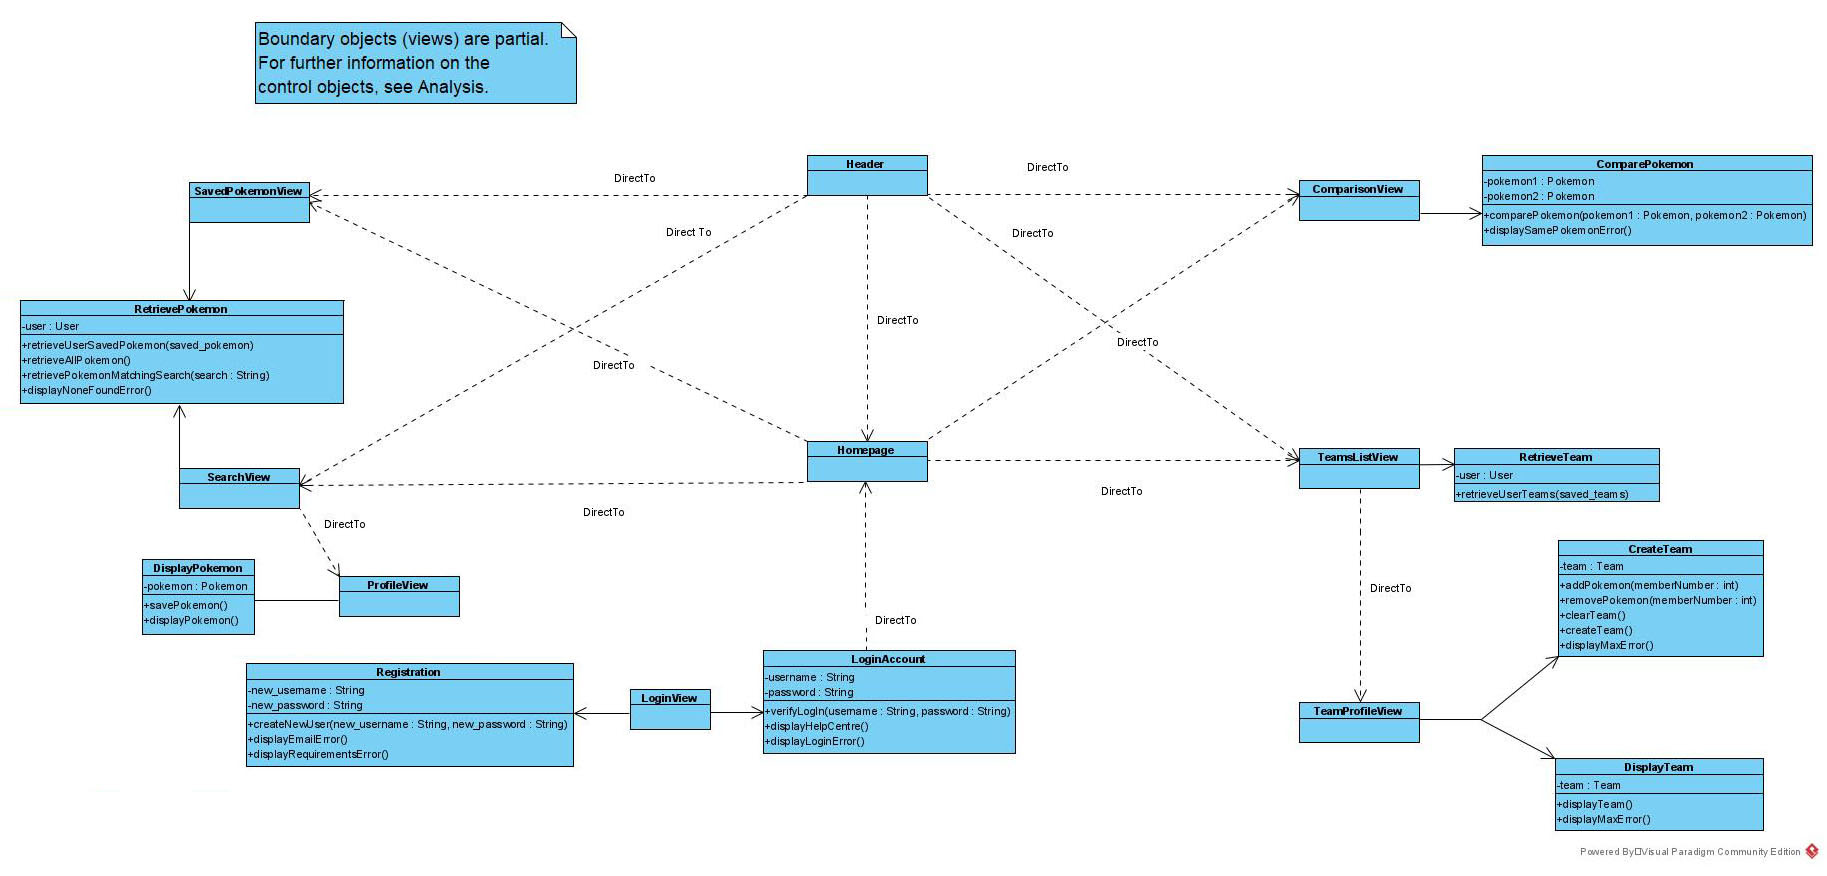 Boundary objects (views) are partial.
For further information on the
control objects, see Analysis.
Header
DirectTo
DirectTo
SavedPokemonView
ComparisonView
ComparePokemon
-pokemon1 : Pokemon
-pokemon2 : Pokemon
+comparePokemon(pokemon1 : Pokemon, pokemon2 : Pokemon)
+displaySamePokemonError()
Direct To
DirectTo
RetrievePokemon
-user : User
+retrieveUserSavedPokemon(saved_pokemon)
+retrieveAllPokemon()
+retrievePokemonMatchingSearch(search : String)
+displayNoneFoundError()
DirectTo
DirectTo
DirectTo
Homepage
SearchView
TeamsListView
RetrieveTeam
-user : User
+retrieveUserTeams(saved_teams)
DirectTo
DirectTo
DirectTo
DisplayPokemon
-pokemon : Pokemon
+savePokemon()
+displayPokemon()
ProfileView
DirectTo
DirectTo
CreateTeam
-team : Team
+addPokemon(memberNumber : int)
+removePokemon(memberNumber : int)
+clearTeam()
+createTeam()
+displayMaxError()
Registration
-new_username : String
-new_password : String
+createNewUser(new_username : String, new_password : String)
+displayEmailError()
+displayRequirementsError()
LoginView
LoginAccount
-username : String
-password : String
+verifyLogIn(username : String, password : String)
+displayHelpCentre()
+displayLoginError()
TeamProfileView
DisplayTeam
-team : Team
+displayTeam()
+displayMaxError()
Powered By□Visual Paradigm Community Edition